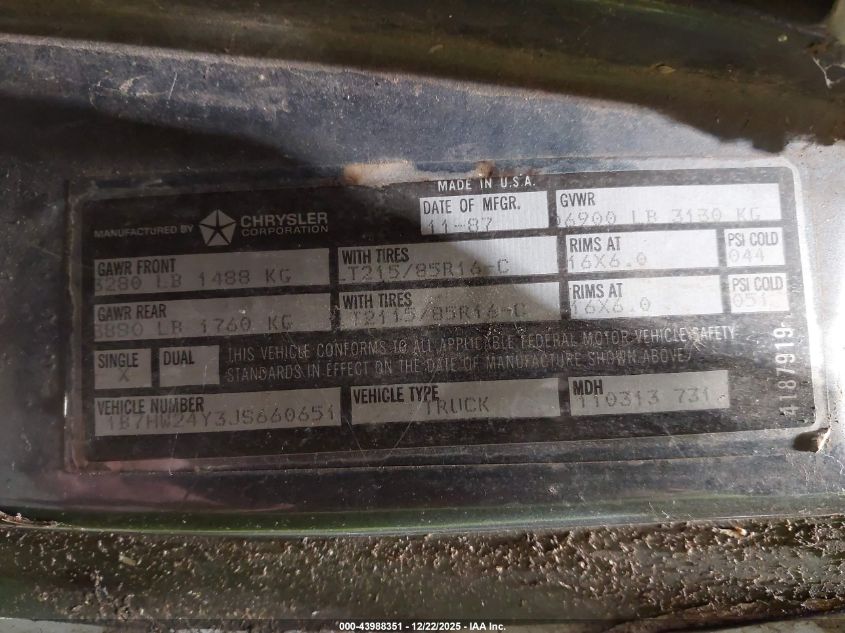 MADE IN U.S.A.
MANUFACTURED BY CHRYSLER CORPORATION
DATE OF MFGR.
11-87
GVWR
06900 LB 3130 KG
GAWR FRONT
3280 LB 1488 KG
WITH TIRES
LT215/85R16-C
RIMS AT
16X6.0
PSI COLD
044
GAWR REAR
3880 LB 1760 KG
WITH TIRES
LT2115/85R16-C
RIMS AT
16X6.0
PSI COLD
051
SINGLE
X
DUAL
THIS VEHICLE CONFORMS TO ALL APPLICABLE FEDERAL MOTOR VEHICLE SAFETY
STANDARDS IN EFFECT ON THE DATE OF MANUFACTURE SHOWN ABOVE.
VEHICLE NUMBER
1B7HW24Y3JS660651
VEHICLE TYPE
TRUCK
MDH
110313 731
4187919
000-43988351 - 12/22/2025 - IAA Inc.